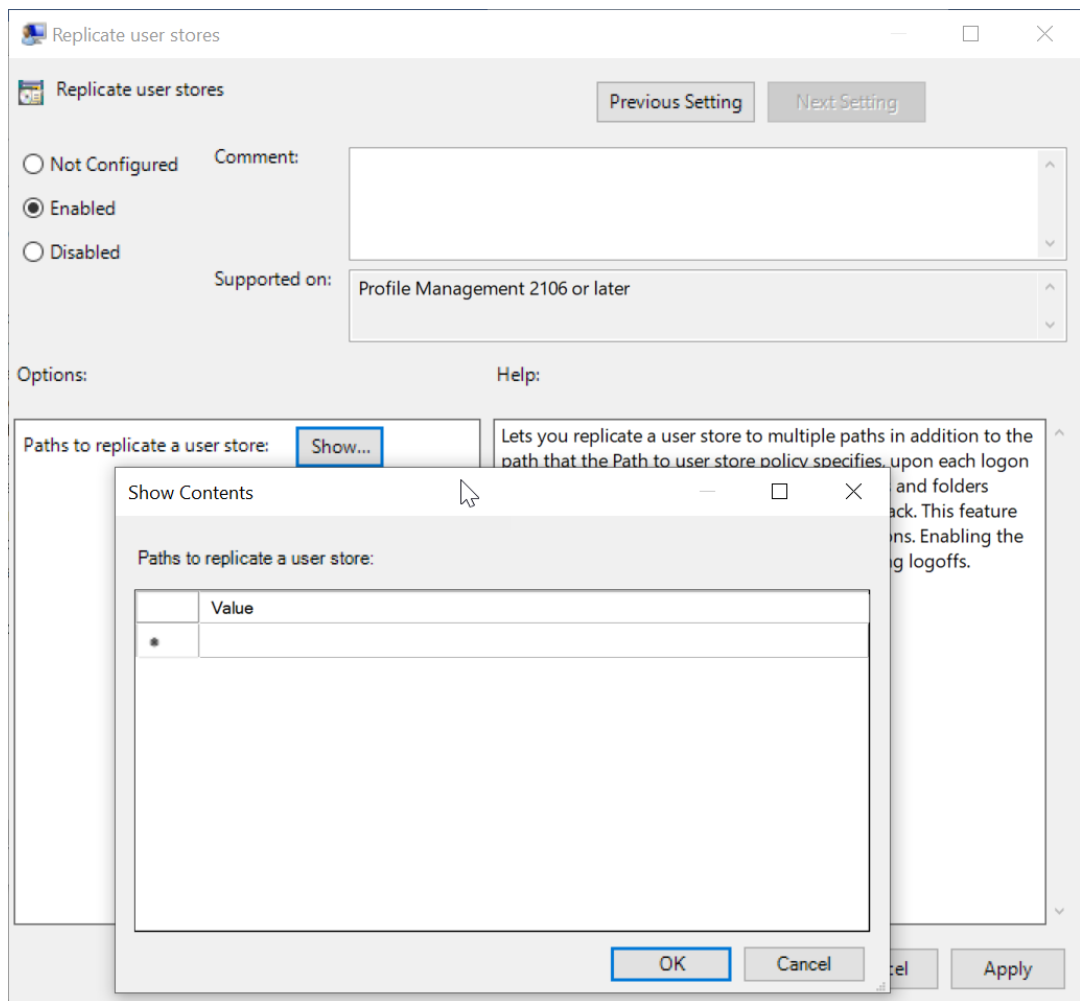 Replicate user stores
Replicate user stores
Previous Setting
Next Setting
Not Configured
Comment:
Enabled
Disabled
Supported on:
Profile Management 2106 or later
Options:
Help:
Paths to replicate a user store:
Show...
Lets you replicate a user store to multiple paths in addition to the
path that the Path to user store policy specifies, upon each logon
and folders
ack. This feature
ons. Enabling the
g logoffs.
Show Contents
Paths to replicate a user store:
Value
OK
Cancel
cel
Apply